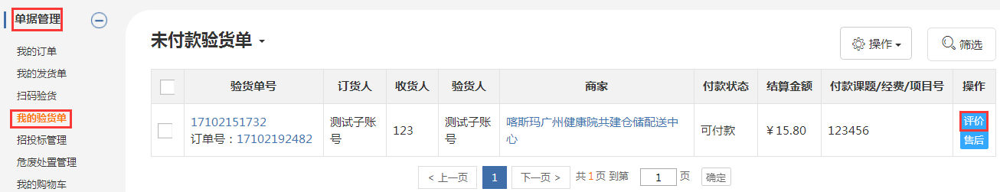 单据管理
我的订单
我的发货单
扫码验货
我的验货单
招投标管理
危废处置管理
我的购物车
未付款验货单
操作
筛选
验货单号 订货人 收货人 验货人 商家 付款状态 结算金额 付款课题/经费/项目号 操作
17102151732
订单号：17102192482
测试子账
号
123
测试子账
号
喀斯玛广州健康院共建仓储配送中
心
可付款
￥15.80
123456
评价
售后
< 上一页 1 下一页 > 共1页 到第 1 页 确定